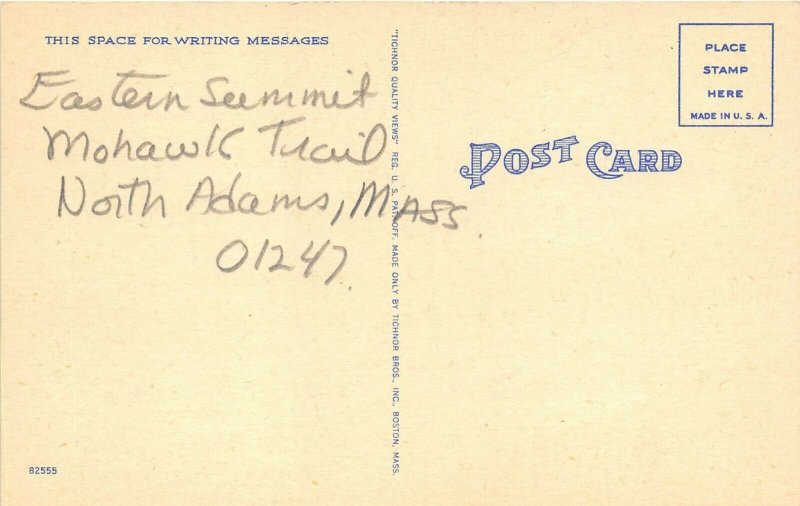 THIS SPACE FOR WRITING MESSAGES
Eastern Summit
Mohawk Trail
North Adams, Mass.
01247.
82555
"TICHNOR QUALITY VIEWS" REG. U. S. PAT. OFF. MADE ONLY BY TICHNOR BROS., INC., BOSTON, MASS.
POST CARD
PLACE
STAMP
HERE
MADE IN U. S. A.